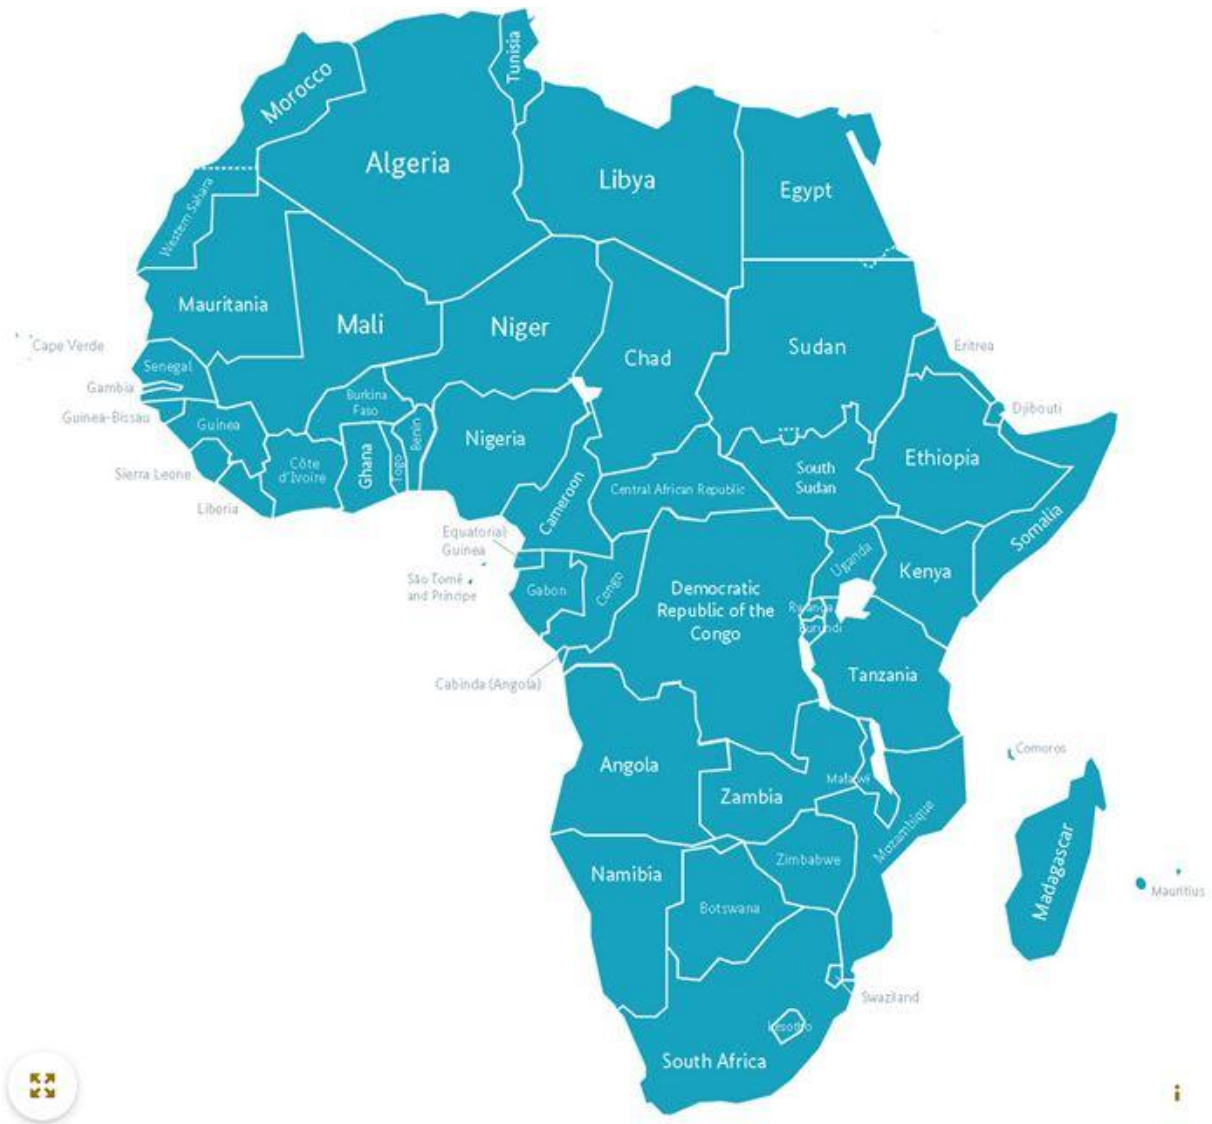 Tunisia
Morocco
Algeria
Libya
Egypt
Western Sahara
Mauritania
Mali
Niger
Chad
Sudan
Eritrea
Cape Verde
Senegal
Gambia
Guinea-Bissau
Guinea
Burkina
Faso
Benin
Nigeria
Djibouti
Sierra Leone
Côte
d'Ivoire
Ghana
Togo
Ethiopia
South
Sudan
Central African Republic
Cameroon
Liberia
Somalia
Equatorial
Guinea
São Tomé
and Príncipe
Gabon
Congo
Democratic
Republic of the
Congo
Uganda
Kenya
Rwanda
Burundi
Cabinda (Angola)
Tanzania
Comoros
Angola
Zambia
Malawi
Mozambique
Madagascar
Mauritius
Namibia
Zimbabwe
Botswana
Swaziland
Lesotho
South Africa
i